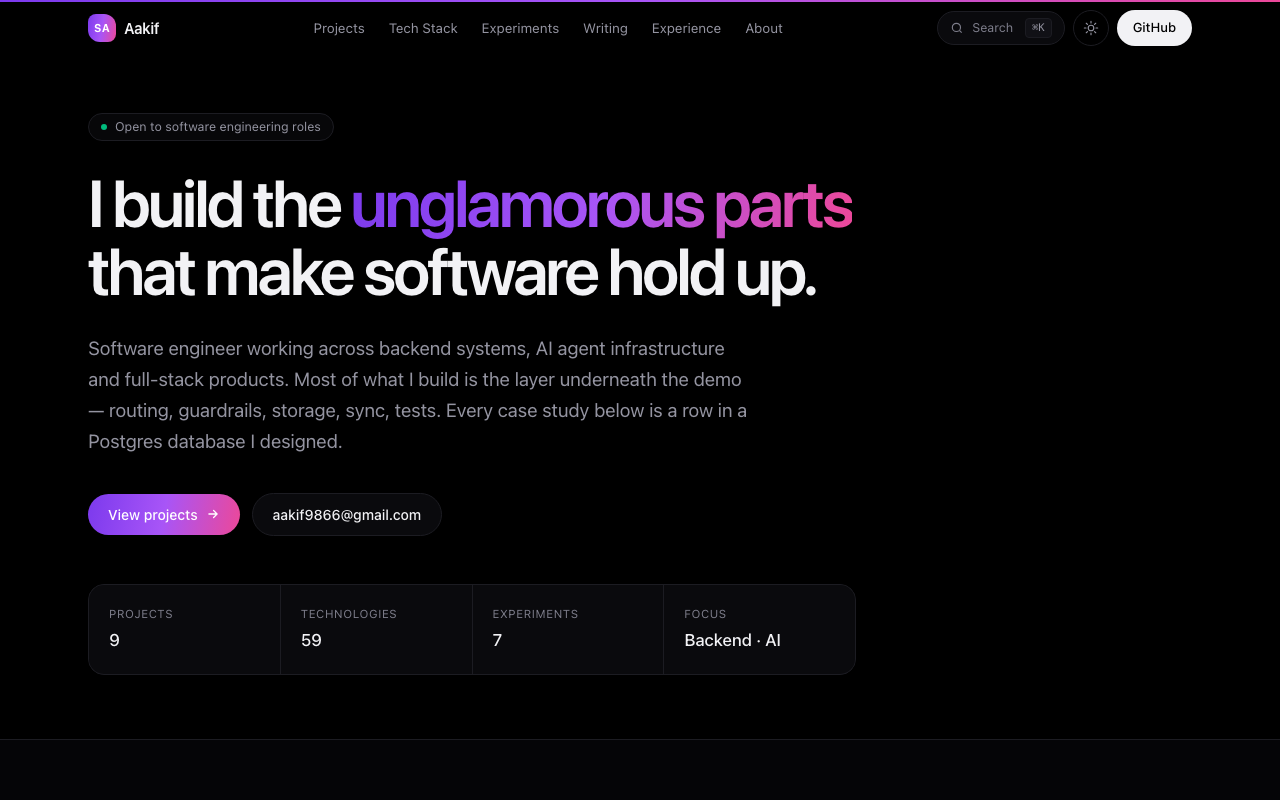 SA Aakif Projects Tech Stack Experiments Writing Experience About Search ⌘K GitHub
Open to software engineering roles
I build the unglamorous parts
that make software hold up.
Software engineer working across backend systems, AI agent infrastructure
and full-stack products. Most of what I build is the layer underneath the demo
— routing, guardrails, storage, sync, tests. Every case study below is a row in a
Postgres database I designed.
View projects → aakif9866@gmail.com
PROJECTS TECHNOLOGIES EXPERIMENTS FOCUS
9 59 7 Backend · AI